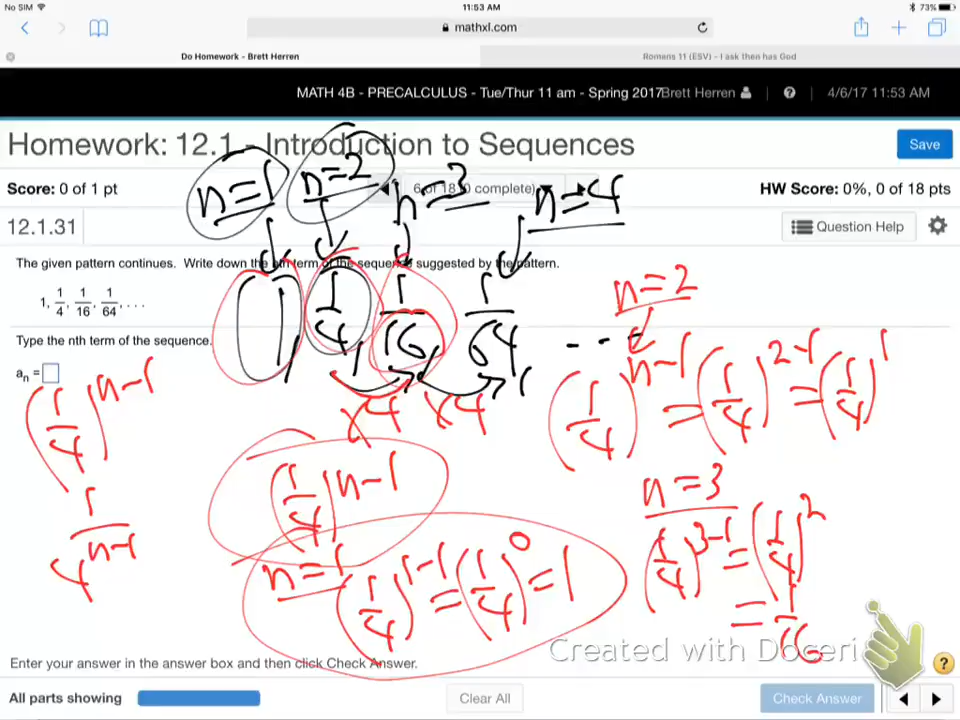 No SIM 11:53 AM 73%
mathxl.com
Do Homework - Brett Herren Romans 11 (ESV) - I ask then has God
MATH 4B - PRECALCULUS - Tue/Thur 11 am - Spring 2017 Brett Herren 4/6/17 11:53 AM
Homework: 12.1 - Introduction to Sequences Save
Score: 0 of 1 pt 6 of 18 (0 complete) HW Score: 0%, 0 of 18 pts
n=1 n=2 n=3 n=4
12.1.31 Question Help
The given pattern continues. Write down the nth term of the sequence suggested by the pattern.
1, 1/4, 1/16, 1/64, . . .
1, 1/4, 1/16, 1/64, ...
Type the nth term of the sequence.
aₙ =
(1/4)^(n-1)
1/4^(n-1)
x4 x4
(1/4)^(n-1)
n=1 (1/4)^(1-1) = (1/4)^0 = 1
n=2
(1/4)^(n-1) = (1/4)^(2-1) = (1/4)^1
n=3
(1/4)^(3-1) = (1/4)^2
= 1/16
Created with Doceri
Enter your answer in the answer box and then click Check Answer. ?
All parts showing Clear All Check Answer